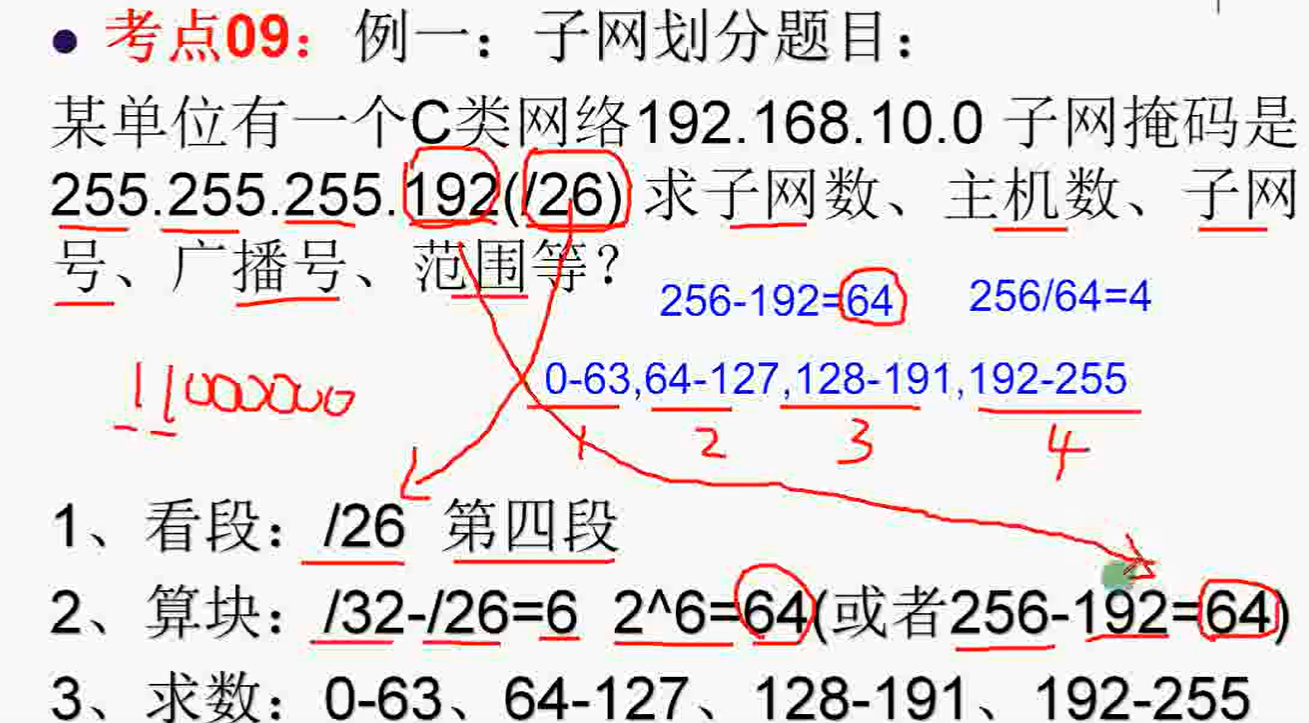 • 考点09：例一：子网划分题目：
某单位有一个C类网络192.168.10.0 子网掩码是
255.255.255.192(/26) 求子网数、主机数、子网
号、广播号、范围等？
256-192=64 256/64=4
0-63,64-127,128-191,192-255
11000000
1 2 3 4
1、看段：/26 第四段
2、算块：/32-/26=6 2^6=64(或者256-192=64)
3、求数：0-63、64-127、128-191、192-255